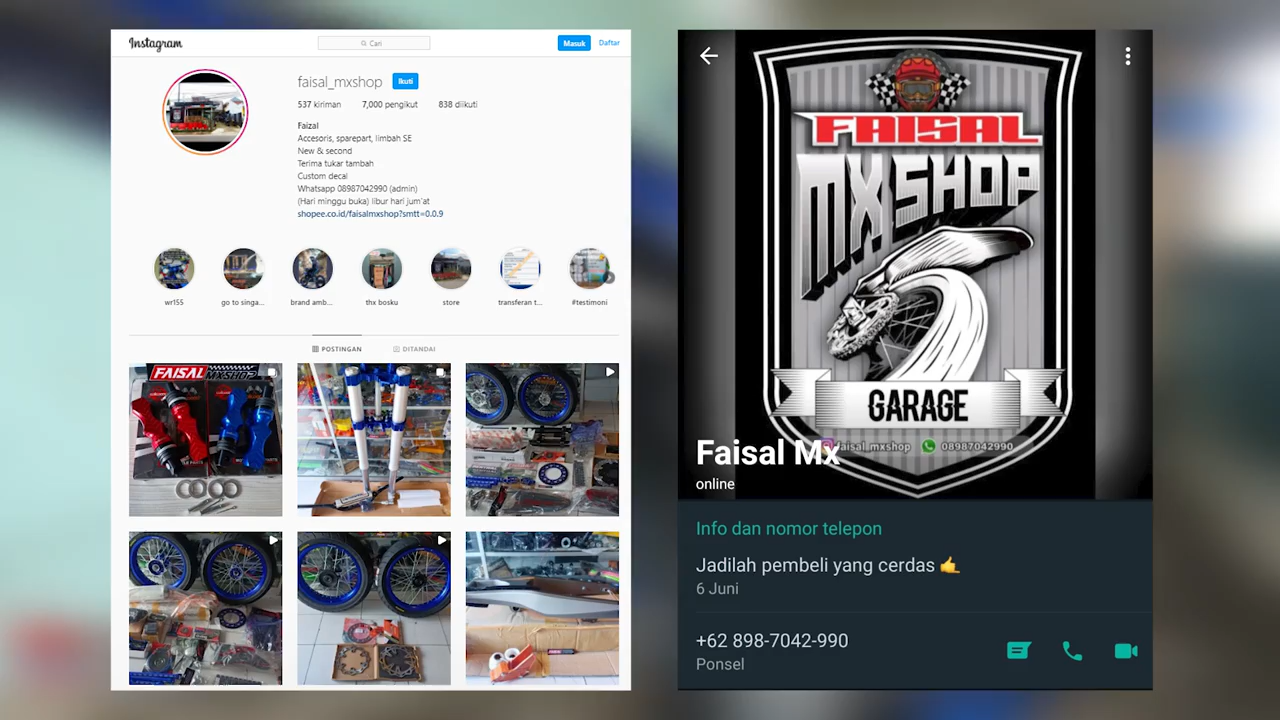 Instagram
Cari
Masuk
Daftar
faisal_mxshop
Ikuti
537 kiriman
7,000 pengikut
838 diikuti
Faizal
Accesoris, sparepart, limbah SE
New & second
Terima tukar tambah
Custom decal
Whatsapp 08987042990 (admin)
(Hari minggu buka) libur hari jum'at
shopee.co.id/faisalmxshop?smtt=0.0.9
wr155
go to singa...
brand amb...
thx bosku
store
transferan t...
#testimoni
POSTINGAN
DITANDAI
FAISAL MXSHOP
FAISAL
MX SHOP
GARAGE
faisal_mxshop
08987042990
Faisal Mx
online
Info dan nomor telepon
Jadilah pembeli yang cerdas 🤙
6 Juni
+62 898-7042-990
Ponsel